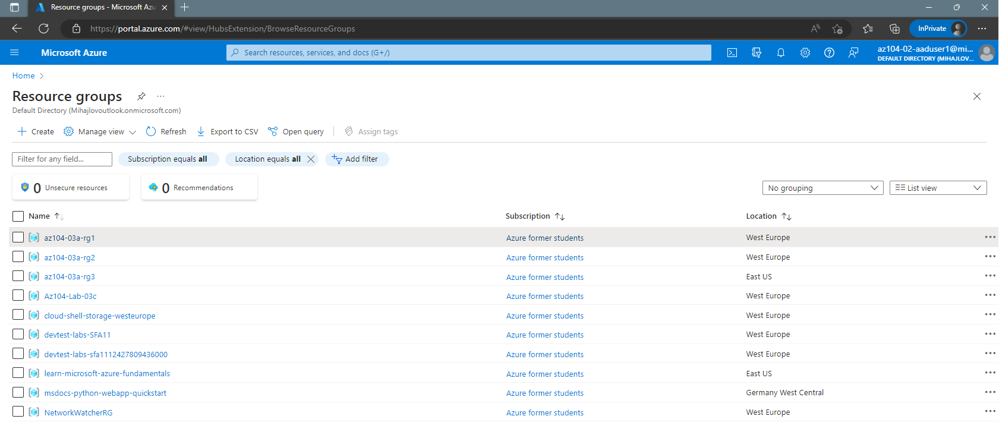 Resource groups - Microsoft Azu
https://portal.azure.com/#view/HubsExtension/BrowseResourceGroups
InPrivate
Microsoft Azure
Search resources, services, and docs (G+/)
az104-02-aaduser1@mi...
DEFAULT DIRECTORY (MIHAJLOV...
Home
Resource groups
Default Directory (Mihajlovoutlook.onmicrosoft.com)
Create Manage view Refresh Export to CSV Open query Assign tags
Filter for any field... Subscription equals all Location equals all Add filter
0 Unsecure resources 0 Recommendations No grouping List view
Name Subscription Location
az104-03a-rg1 Azure former students West Europe
az104-03a-rg2 Azure former students West Europe
az104-03a-rg3 Azure former students East US
Az104-Lab-03c Azure former students West Europe
cloud-shell-storage-westeurope Azure former students West Europe
devtest-labs-SFA11 Azure former students West Europe
devtest-labs-sfa1112427809436000 Azure former students West Europe
learn-microsoft-azure-fundamentals Azure former students East US
msdocs-python-webapp-quickstart Azure former students Germany West Central
NetworkWatcherRG Azure former students West Europe